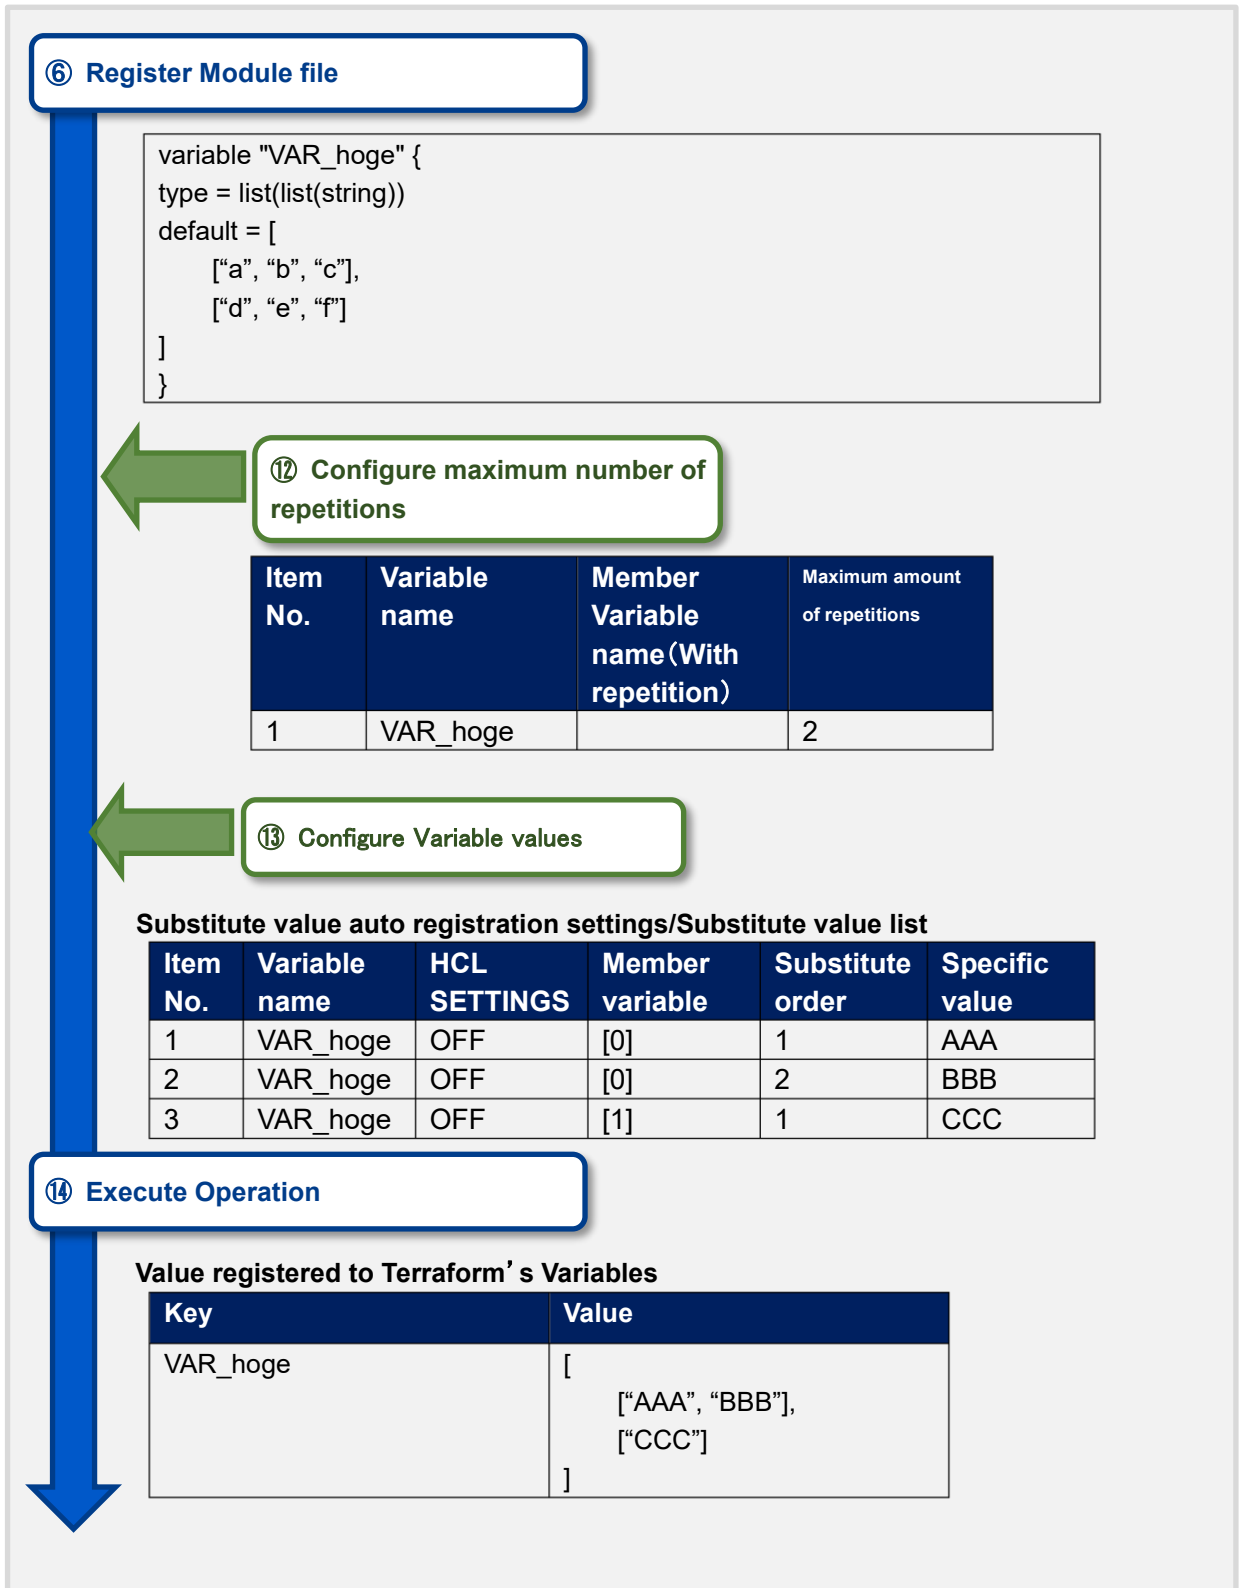 ⑥ Register Module file
variable "VAR_hoge" {
type = list(list(string))
default = [
[“a”, “b”, “c”],
[“d”, “e”, “f”]
]
}
⑫ Configure maximum number of
repetitions
Item No. Variable name Member Variable name（With repetition） Maximum amount of repetitions
1 VAR_hoge 2
⑬ Configure Variable values
Substitute value auto registration settings/Substitute value list
Item No. Variable name HCL SETTINGS Member variable Substitute order Specific value
1 VAR_hoge OFF [0] 1 AAA
2 VAR_hoge OFF [0] 2 BBB
3 VAR_hoge OFF [1] 1 CCC
⑭ Execute Operation
Value registered to Terraform’s Variables
Key Value
VAR_hoge [
[“AAA”, “BBB”],
[“CCC”]
]